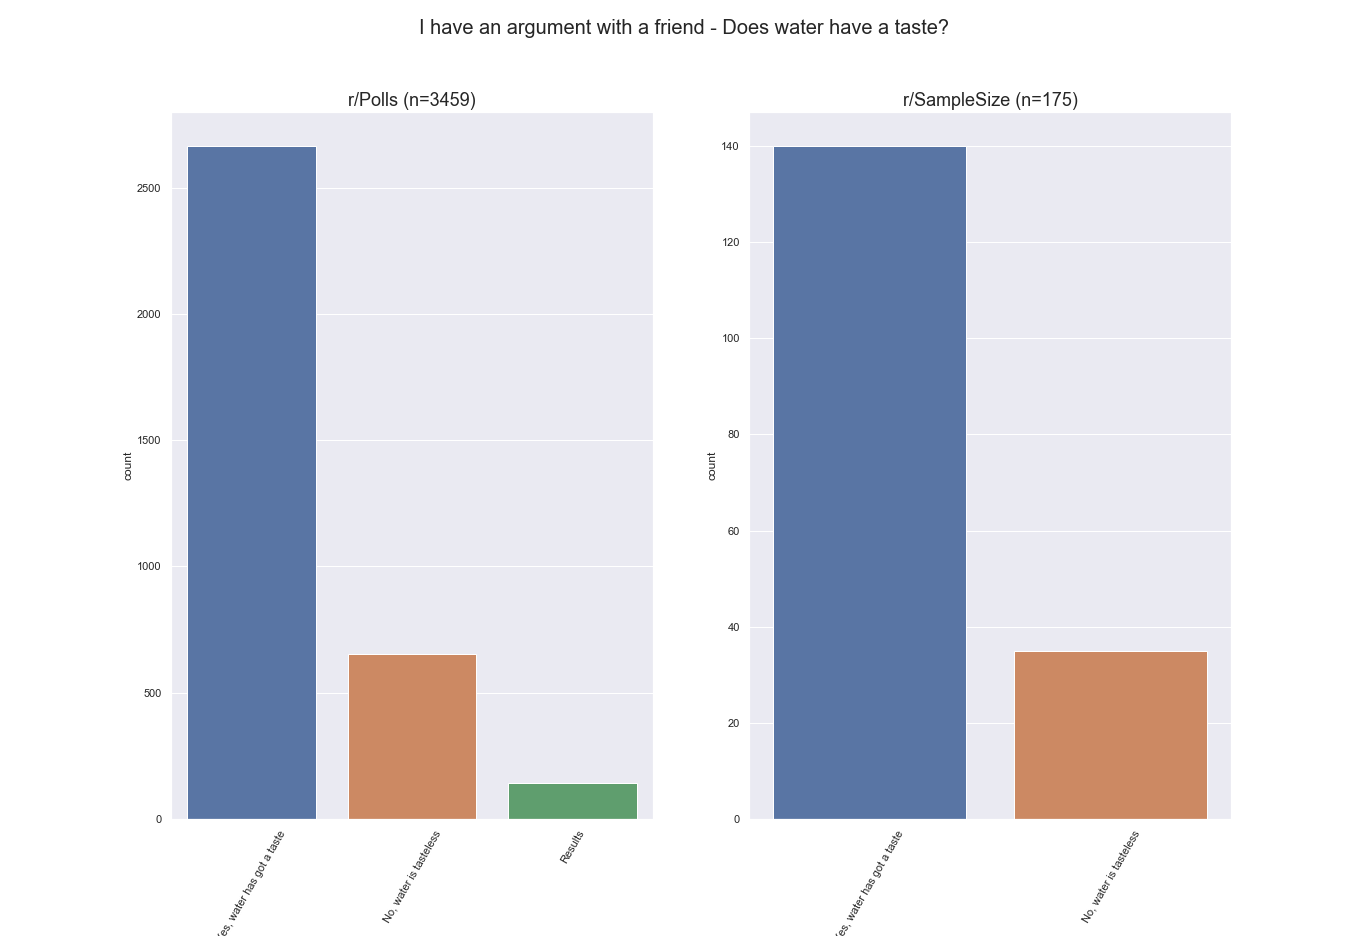 I have an argument with a friend - Does water have a taste?
r/Polls (n=3459)
2500
2000
1500
1000
500
0
count
Yes, water has got a taste
No, water is tasteless
Results
r/SampleSize (n=175)
140
120
100
80
60
40
20
0
count
Yes, water has got a taste
No, water is tasteless